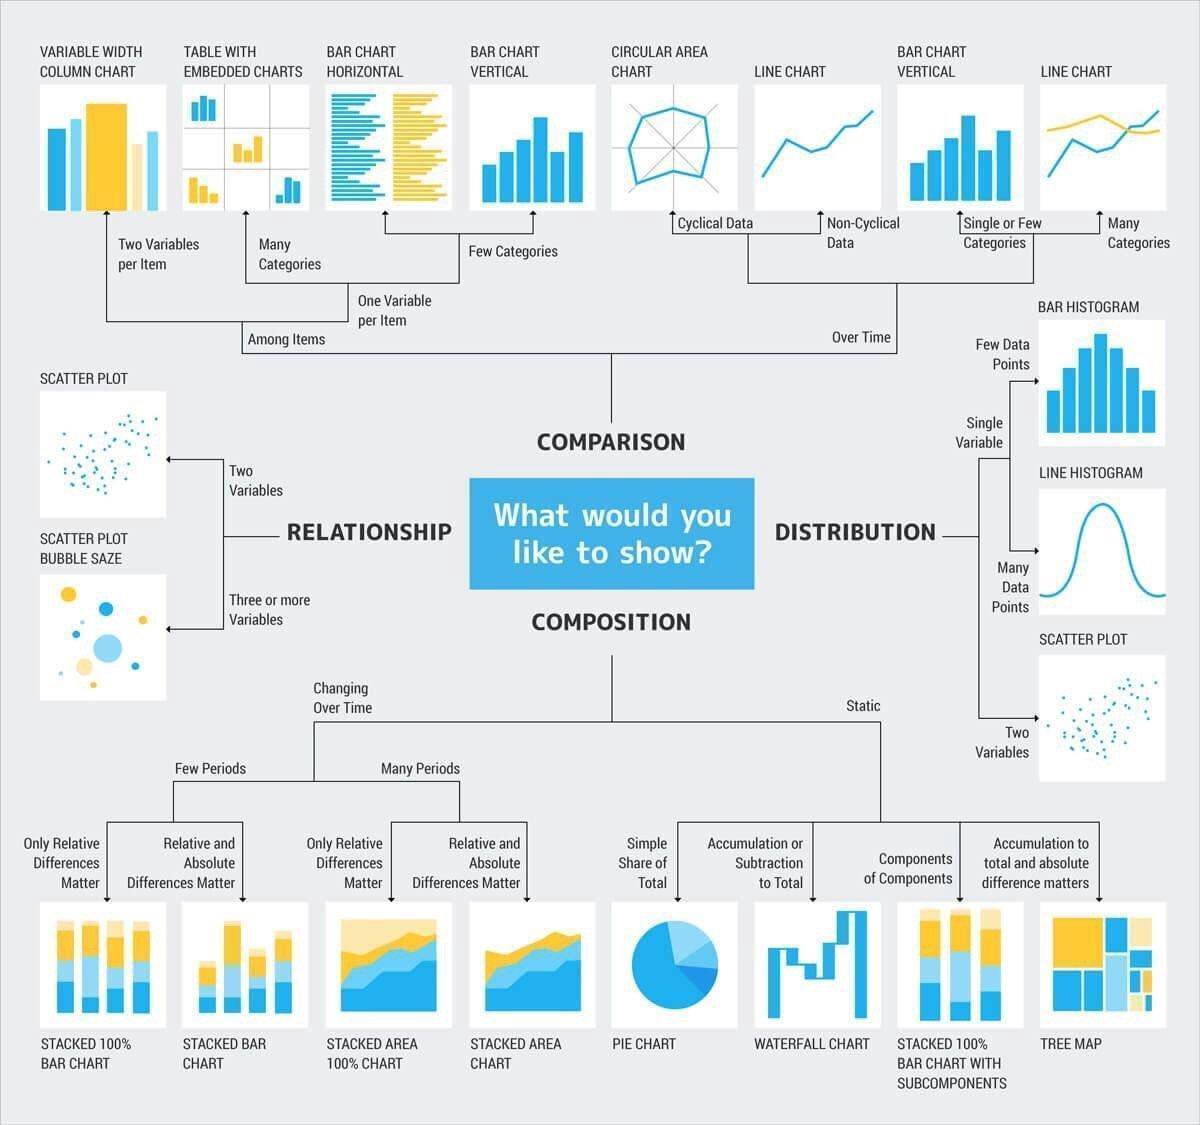 VARIABLE WIDTH
COLUMN CHART
TABLE WITH
EMBEDDED CHARTS
BAR CHART
HORIZONTAL
BAR CHART
VERTICAL
CIRCULAR AREA
CHART
LINE CHART
BAR CHART
VERTICAL
LINE CHART
Two Variables
per Item
Many
Categories
Few Categories
Cyclical Data
Non-Cyclical
Data
Single or Few
Categories
Many
Categories
One Variable
per Item
Among Items
Over Time
COMPARISON
What would you
like to show?
SCATTER PLOT
Two
Variables
RELATIONSHIP
SCATTER PLOT
BUBBLE SAZE
Three or more
Variables
DISTRIBUTION
BAR HISTOGRAM
Few Data
Points
Single
Variable
LINE HISTOGRAM
Many
Data
Points
SCATTER PLOT
Two
Variables
COMPOSITION
Changing
Over Time
Static
Few Periods
Many Periods
Only Relative
Differences
Matter
Relative and
Absolute
Differences Matter
Only Relative
Differences
Matter
Relative and
Absolute
Differences Matter
Simple
Share of
Total
Accumulation or
Subtraction
to Total
Components
of Components
Accumulation to
total and absolute
difference matters
STACKED 100%
BAR CHART
STACKED BAR
CHART
STACKED AREA
100% CHART
STACKED AREA
CHART
PIE CHART
WATERFALL CHART
STACKED 100%
BAR CHART WITH
SUBCOMPONENTS
TREE MAP